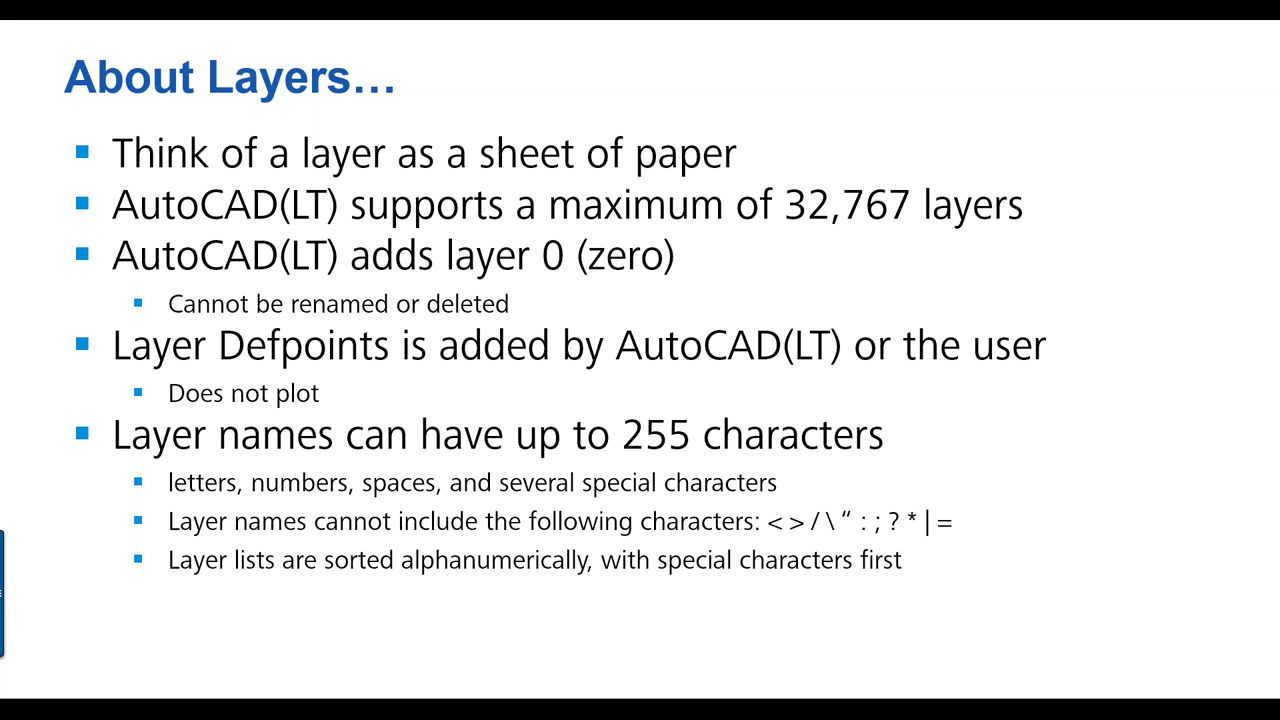 About Layers…
Think of a layer as a sheet of paper
AutoCAD(LT) supports a maximum of 32,767 layers
AutoCAD(LT) adds layer 0 (zero)
Cannot be renamed or deleted
Layer Defpoints is added by AutoCAD(LT) or the user
Does not plot
Layer names can have up to 255 characters
letters, numbers, spaces, and several special characters
Layer names cannot include the following characters: < > / \ “ : ; ? * | =
Layer lists are sorted alphanumerically, with special characters first